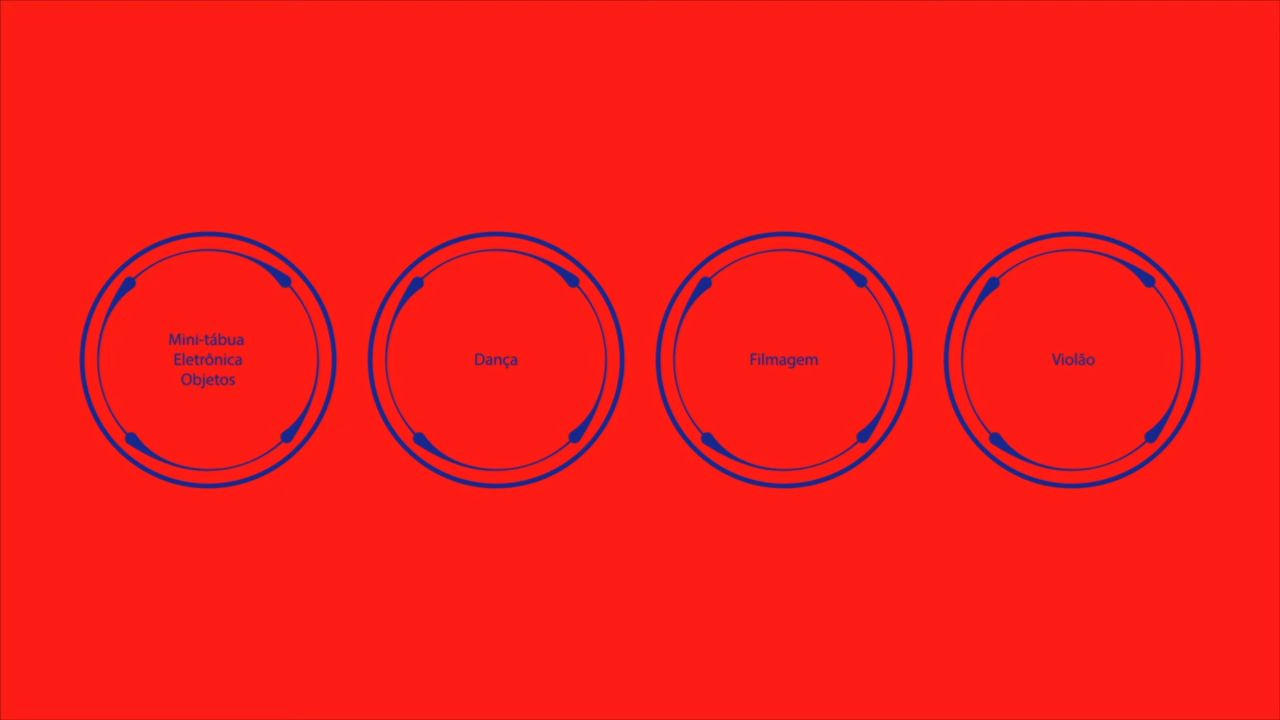 Mini-tábua
Eletrônica
Objetos
Dança
Filmagem
Violão